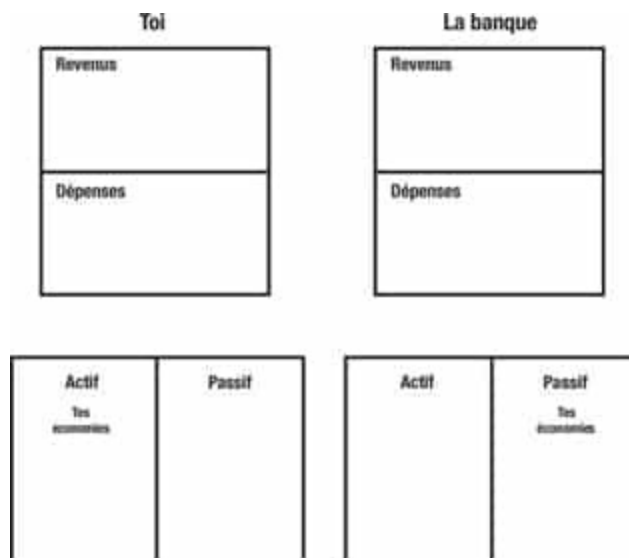 Toi
La banque
Revenus
Revenus
Dépenses
Dépenses
Actif
Passif
Actif
Passif
Tes
économies
Tes
économies